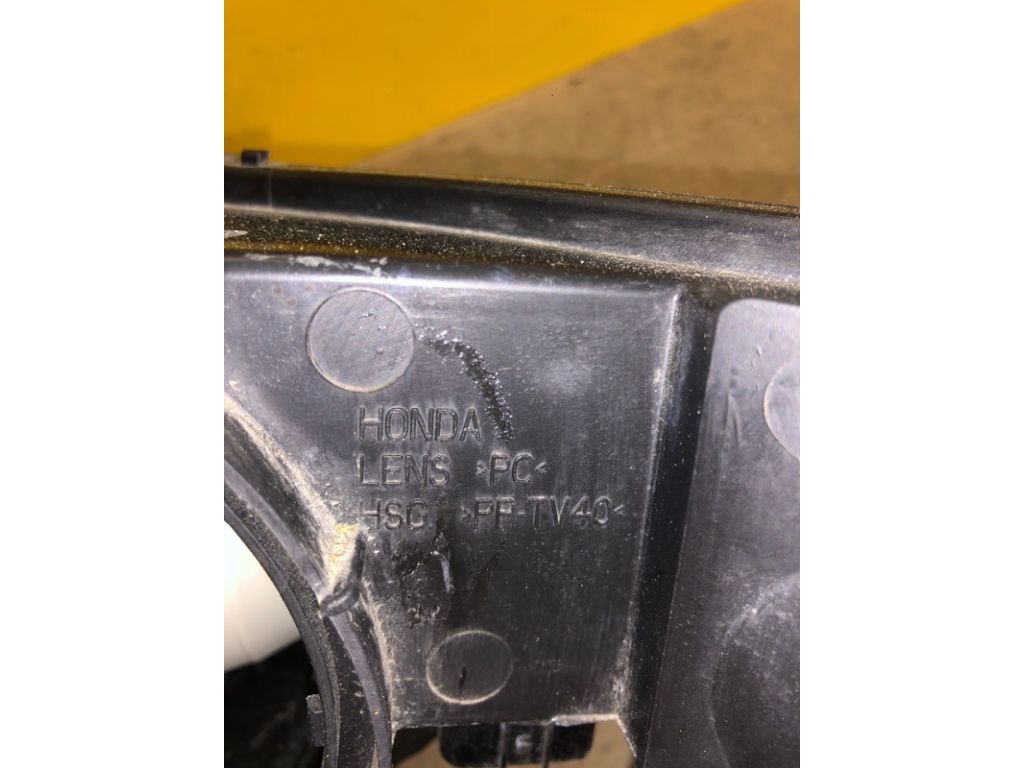 HONDA
LENS >PC<
HSG >PP-TV40<